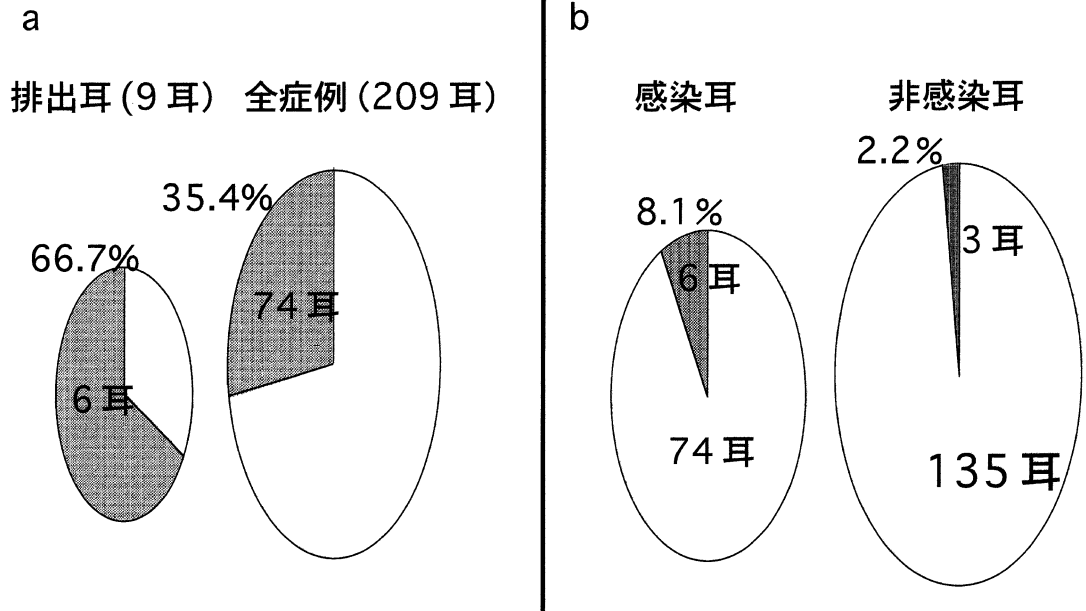 a
排出耳 (9 耳) 全症例 (209 耳)
35.4%
66.7%
74 耳
6 耳
b
感染耳 非感染耳
2.2%
8.1%
3 耳
6 耳
74 耳
135 耳